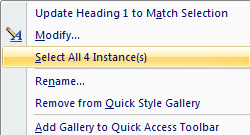 Update Heading 1 to Match Selection
Modify...
Select All 4 Instance(s)
Rename...
Remove from Quick Style Gallery
Add Gallery to Quick Access Toolbar